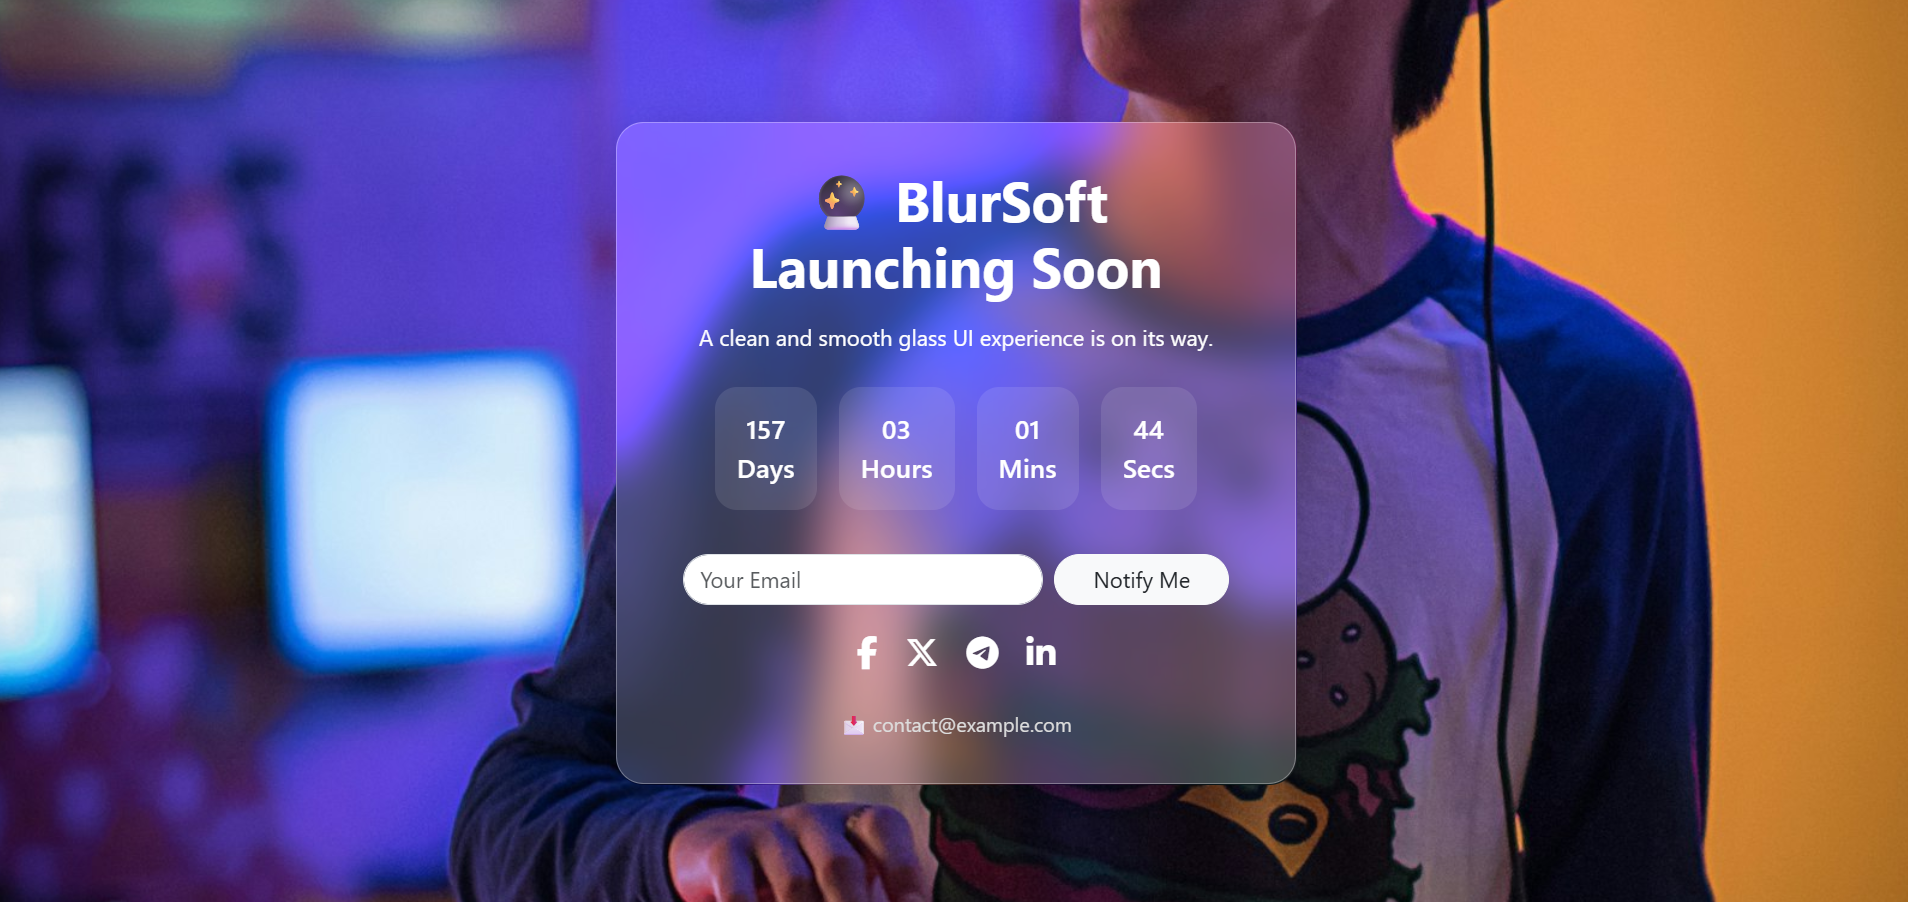 🔮 BlurSoft
Launching Soon
A clean and smooth glass UI experience is on its way.
157 03 01 44
Days Hours Mins Secs
Your Email Notify Me
📩 contact@example.com